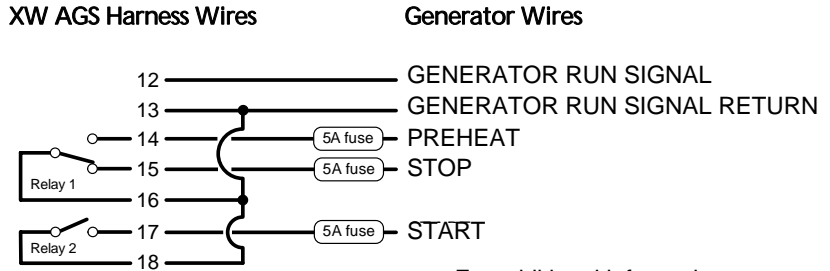 XW AGS Harness Wires Generator Wires
12 GENERATOR RUN SIGNAL
13 GENERATOR RUN SIGNAL RETURN
14 5A fuse PREHEAT
15 5A fuse STOP
Relay 1
16
17 5A fuse START
Relay 2
18